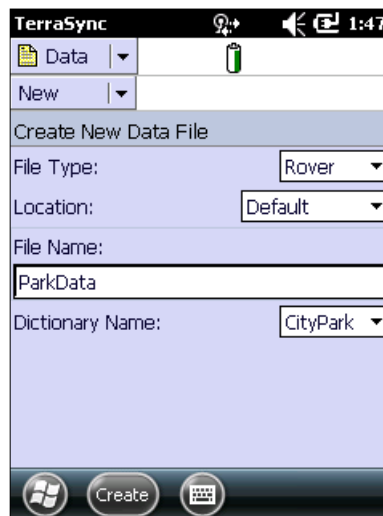 TerraSync 1:47
Data
New
Create New Data File
File Type: Rover
Location: Default
File Name:
ParkData
Dictionary Name: CityPark
Create